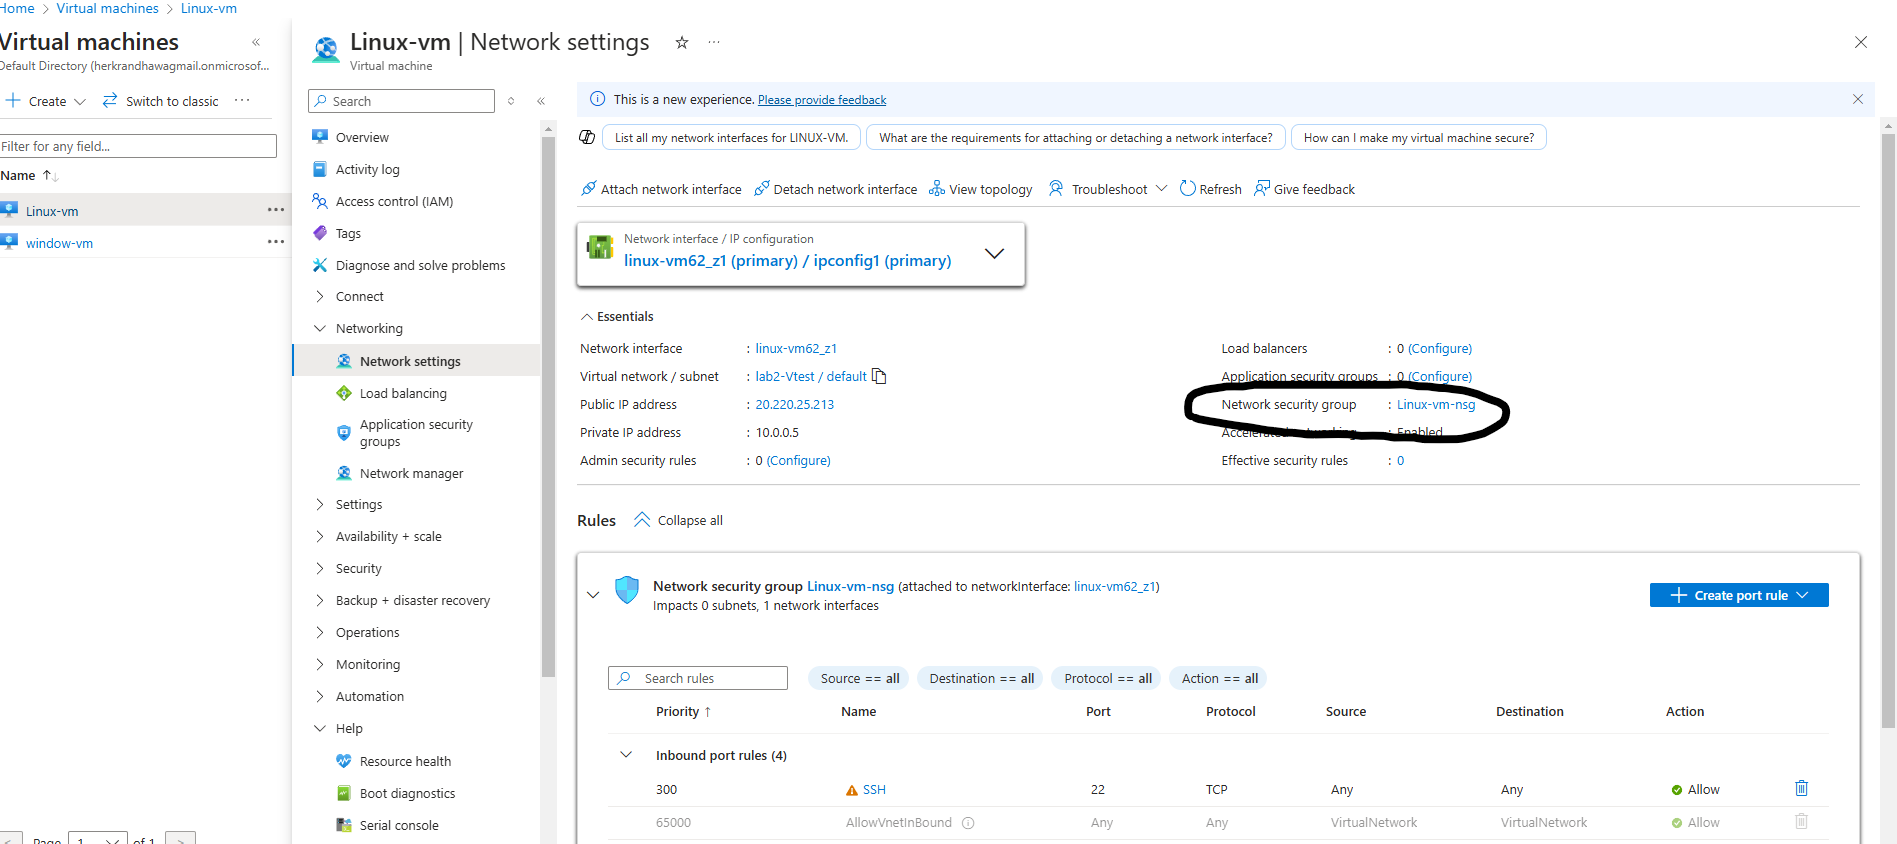 Home > Virtual machines > Linux-vm
Virtual machines
Default Directory (herkrandhawagmail.onmicrosof...
Create
Switch to classic
Filter for any field...
Name
Linux-vm
window-vm
Page 1 of 1
Linux-vm | Network settings
Virtual machine
Search
Overview
Activity log
Access control (IAM)
Tags
Diagnose and solve problems
Connect
Networking
Network settings
Load balancing
Application security
groups
Network manager
Settings
Availability + scale
Security
Backup + disaster recovery
Operations
Monitoring
Automation
Help
Resource health
Boot diagnostics
Serial console
This is a new experience. Please provide feedback
List all my network interfaces for LINUX-VM.
What are the requirements for attaching or detaching a network interface?
How can I make my virtual machine secure?
Attach network interface
Detach network interface
View topology
Troubleshoot
Refresh
Give feedback
Network interface / IP configuration
linux-vm62_z1 (primary) / ipconfig1 (primary)
Essentials
Network interface : linux-vm62_z1
Virtual network / subnet : lab2-Vtest / default
Public IP address : 20.220.25.213
Private IP address : 10.0.0.5
Admin security rules : 0 (Configure)
Load balancers : 0 (Configure)
Application security groups : 0 (Configure)
Network security group : Linux-vm-nsg
Accelerated networking : Enabled
Effective security rules : 0
Rules
Collapse all
Network security group Linux-vm-nsg (attached to networkInterface: linux-vm62_z1)
Impacts 0 subnets, 1 network interfaces
Create port rule
Search rules
Source == all
Destination == all
Protocol == all
Action == all
Priority ↑ Name Port Protocol Source Destination Action
Inbound port rules (4)
300 SSH 22 TCP Any Any Allow
65000 AllowVnetInBound Any Any VirtualNetwork VirtualNetwork Allow